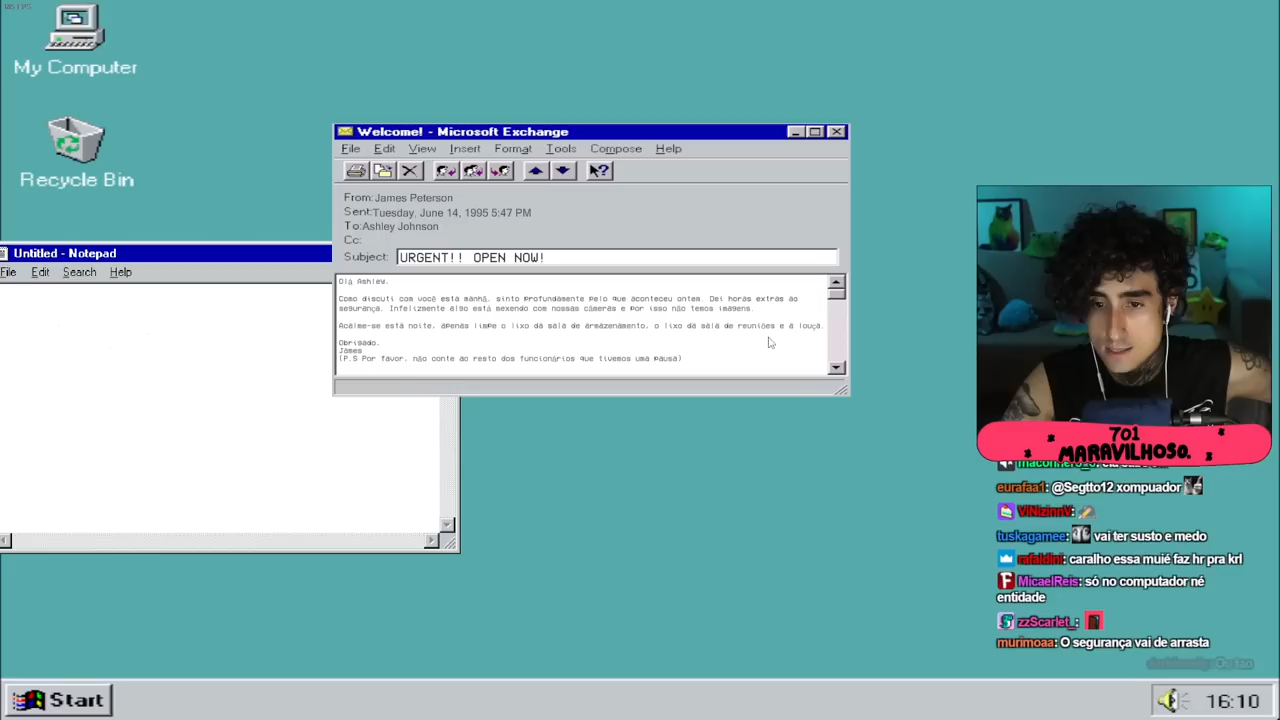 My Computer
Recycle Bin
Untitled - Notepad
File Edit Search Help
Welcome! - Microsoft Exchange
File Edit View Insert Format Tools Compose Help
From: James Peterson
Sent: Tuesday, June 14, 1995 5:47 PM
To: Ashley Johnson
Cc:
Subject: URGENT!! OPEN NOW!
Olá Ashley.
Como discuti com você está manhã, sinto profundamente pelo que aconteceu ontem. Dei horas extras ao
segurança. Infelizmente algo está mexendo com nossas câmeras e por isso não temos imagens.
Acalme-se está noite, apenas limpe o lixo da sala de armazenamento, o lixo da sala de reuniões e a louça.
Obrigado.
James
(P.S Por favor, não conte ao resto dos funcionários que tivemos uma pausa)
701
MARAVILHOSO.
eurafaa1: @Segtto12 xompuador
ViNizinnV:
tuskagamee: vai ter susto e medo
rafaldini: caralho essa muié faz hr pra krl
MicaelReis: só no computador né
entidade
zzScarlet_:
murimoaa: O segurança vai de arrasta
Start
16:10